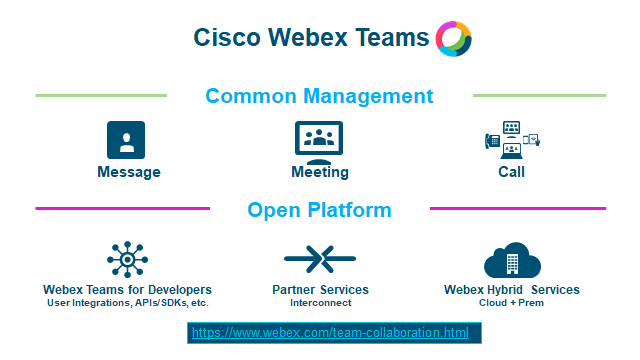 Cisco Webex Teams
Common Management
Message Meeting Call
Open Platform
Webex Teams for Developers Partner Services Webex Hybrid Services
User Integrations, APIs/SDKs, etc. Interconnect Cloud + Prem
https://www.webex.com/team-collaboration.html